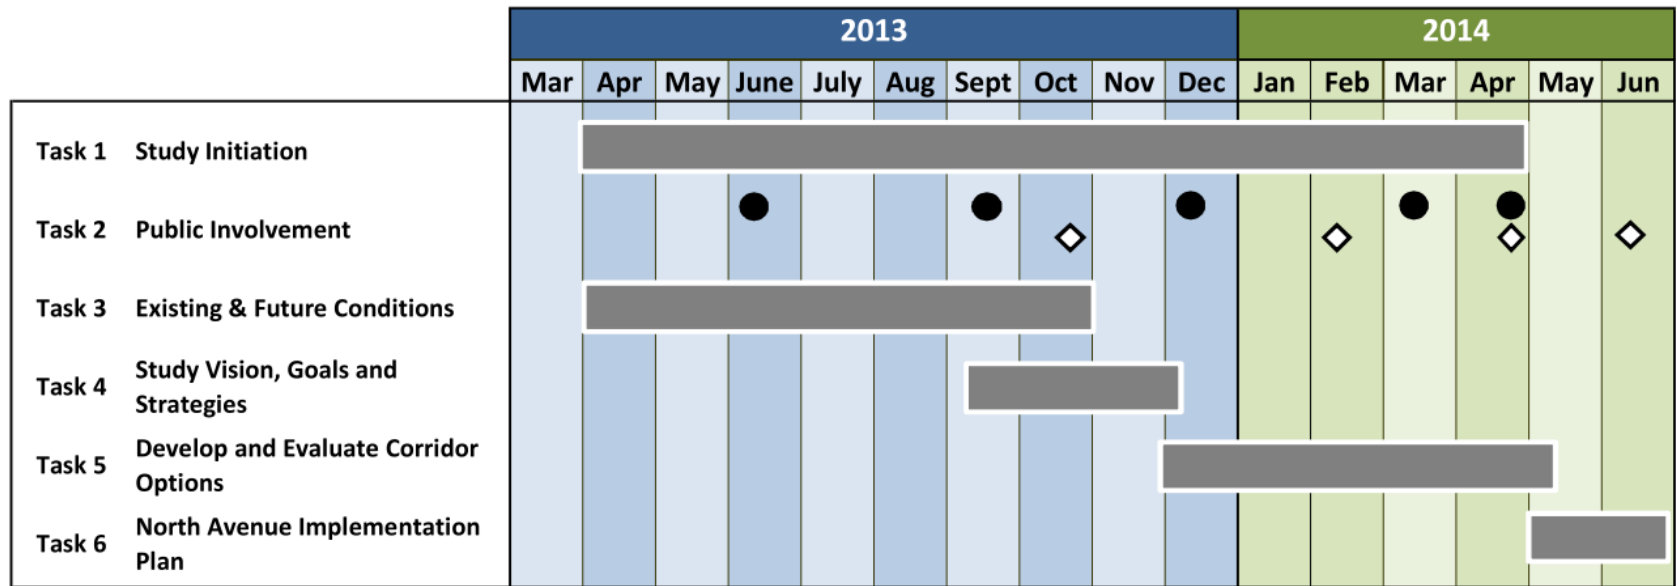 2013 2014
Mar Apr May June July Aug Sept Oct Nov Dec Jan Feb Mar Apr May Jun
Task 1 Study Initiation
Task 2 Public Involvement
Task 3 Existing & Future Conditions
Task 4 Study Vision, Goals and
Strategies
Task 5 Develop and Evaluate Corridor
Options
Task 6 North Avenue Implementation
Plan